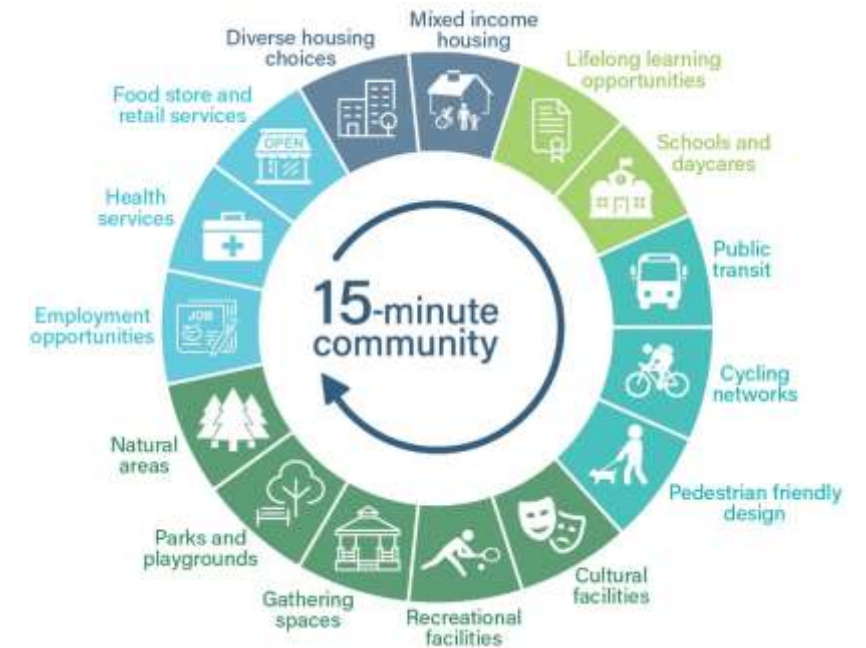 Mixed income
housing
Lifelong learning
opportunities
Schools and
daycares
Public
transit
Cycling
networks
Pedestrian friendly
design
Cultural
facilities
Recreational
facilities
Gathering
spaces
Parks and
playgrounds
Natural
areas
Employment
opportunities
Health
services
Food store and
retail services
Diverse housing
choices
OPEN
JOB
15-minute
community